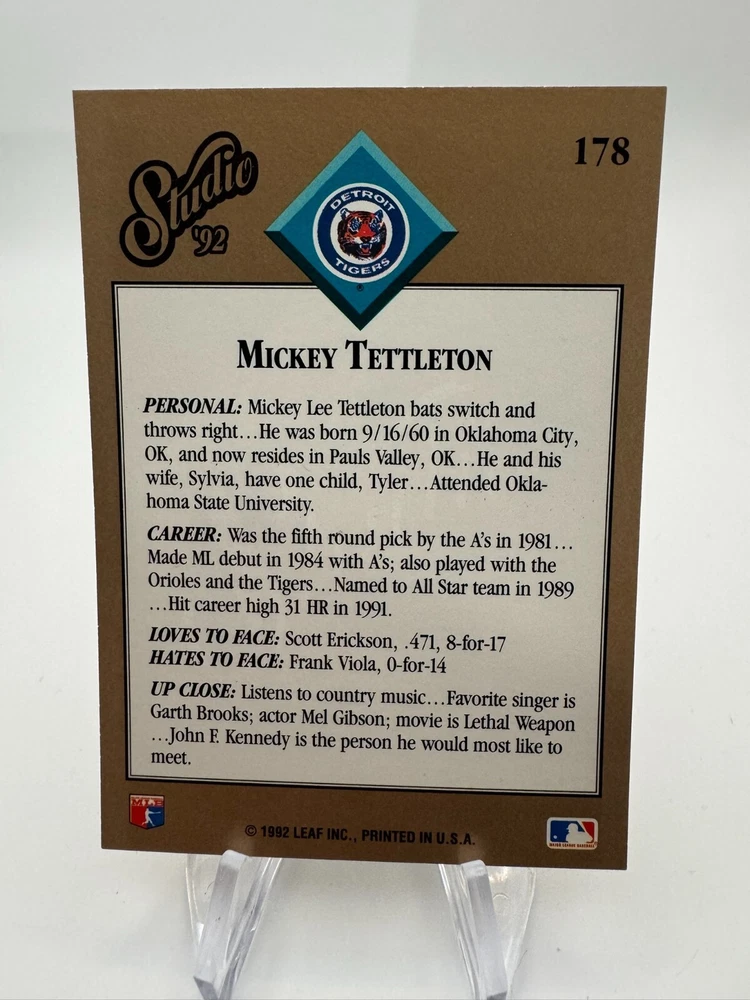 Studio
'92
178
DETROIT
TIGERS
MICKEY TETTLETON
PERSONAL: Mickey Lee Tettleton bats switch and
throws right...He was born 9/16/60 in Oklahoma City,
OK, and now resides in Pauls Valley, OK...He and his
wife, Sylvia, have one child, Tyler...Attended Okla-
homa State University.
CAREER: Was the fifth round pick by the A's in 1981...
Made ML debut in 1984 with A's; also played with the
Orioles and the Tigers...Named to All Star team in 1989
...Hit career high 31 HR in 1991.
LOVES TO FACE: Scott Erickson, .471, 8-for-17
HATES TO FACE: Frank Viola, 0-for-14
UP CLOSE: Listens to country music...Favorite singer is
Garth Brooks; actor Mel Gibson; movie is Lethal Weapon
...John F. Kennedy is the person he would most like to
meet.
© 1992 LEAF INC., PRINTED IN U.S.A.
MAJOR LEAGUE BASEBALL